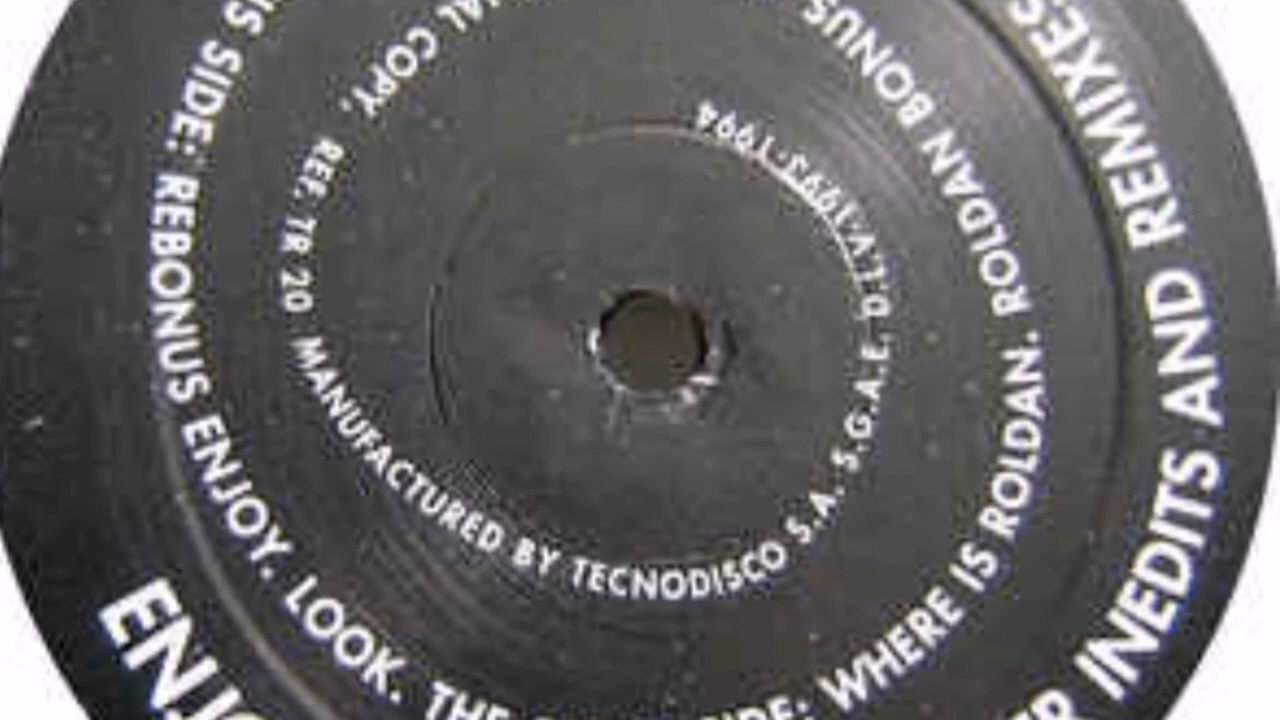 INEDITS AND REMIXES
SIDE: REBONUS ENJOY. LOOK. THE
WHERE IS ROLDAN. ROLDAN BONUS
COPY.
REF. TR 20 MANUFACTURED BY TECNODISCO S.A. S.G.A.E. D.L.V.1993-1994